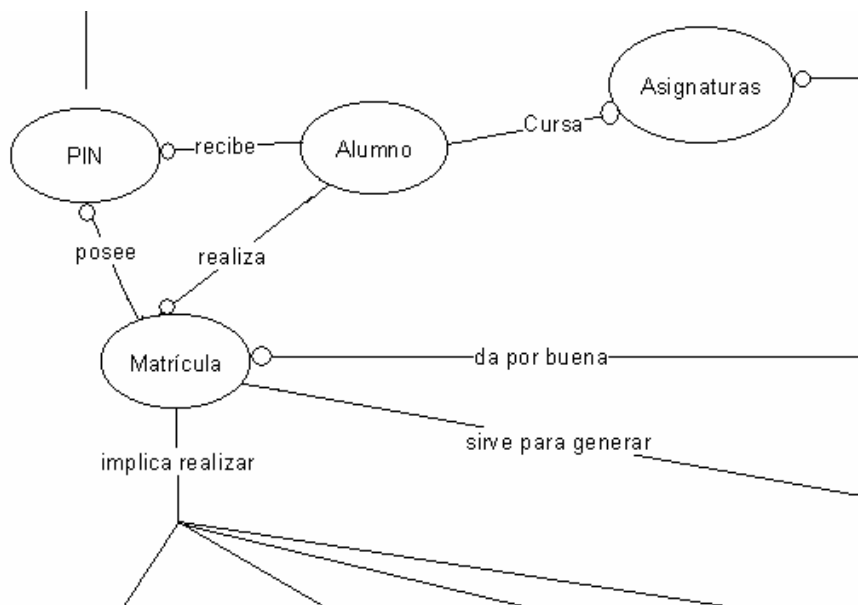 Asignaturas
Cursa
PIN
recibe
Alumno
posee
realiza
Matrícula
da por buena
sirve para generar
implica realizar